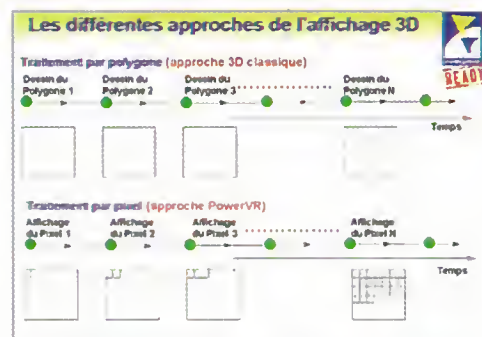 Les différentes approches de l'affichage 3D
READY
Traitement par polygone (approche 3D classique)
Dessin du Polygone 1
Dessin du Polygone 2
Dessin du Polygone 3
Dessin du Polygone N
Temps
Traitement par pixel (approche PowerVR)
Affichage du Pixel 1
Affichage du Pixel 2
Affichage du Pixel 3
Affichage du Pixel N
Temps